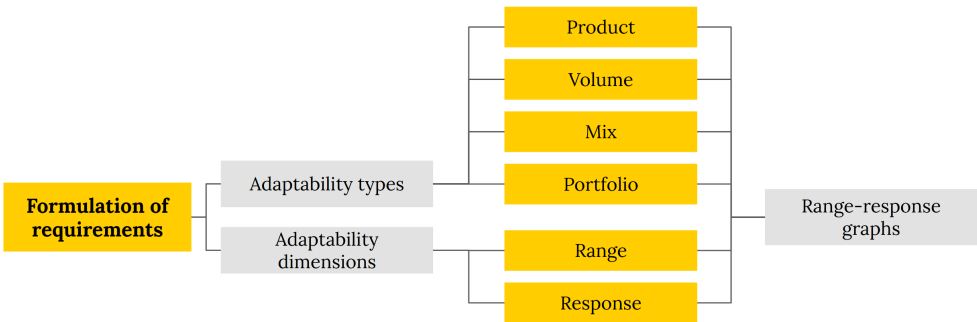 Formulation of
requirements
Adaptability types
Adaptability
dimensions
Product
Volume
Mix
Portfolio
Range
Response
Range-response
graphs